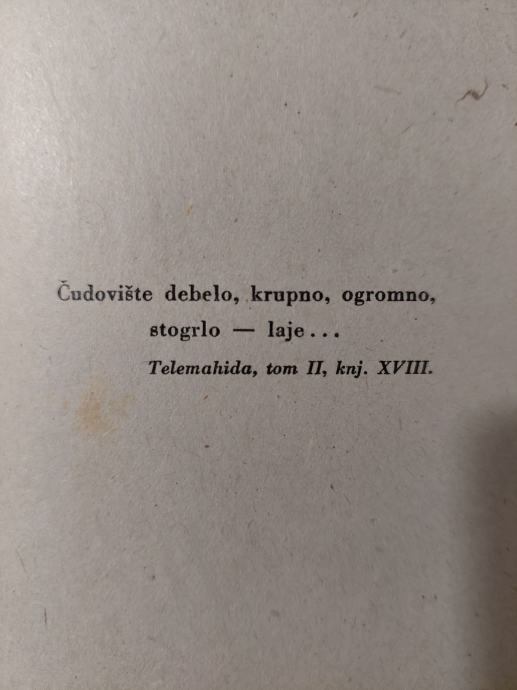 Čudovište debelo, krupno, ogromno,
stogrlo — laje...
Telemahida, tom II, knj. XVIII.